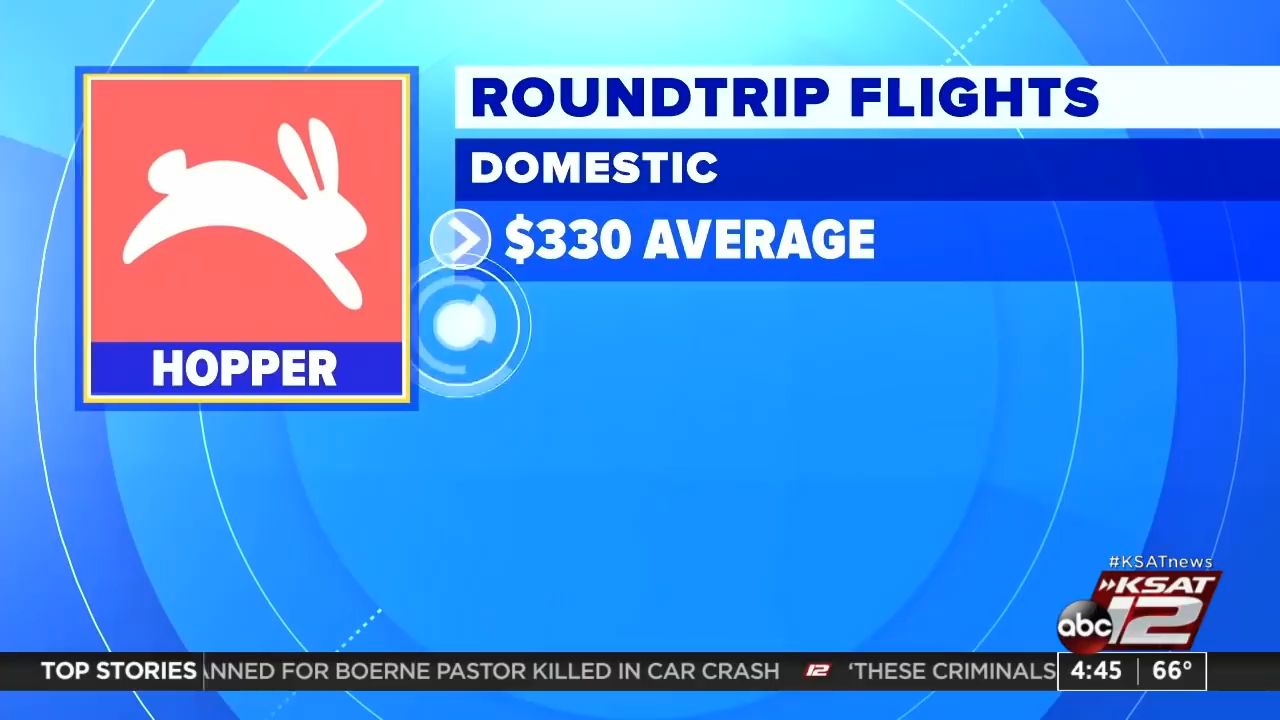 ROUNDTRIP FLIGHTS
DOMESTIC
$330 AVERAGE
HOPPER
#KSATnews
KSAT
abc 12
TOP STORIES ANNED FOR BOERNE PASTOR KILLED IN CAR CRASH 12 'THESE CRIMINALS 4:45 66°